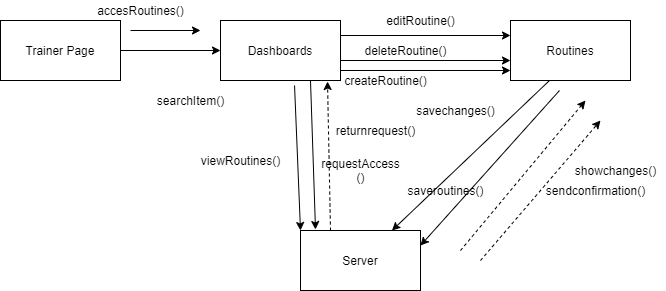 accesRoutines()
editRoutine()
Trainer Page
Dashboards
deleteRoutine()
Routines
createRoutine()
searchItem()
savechanges()
returnrequest()
viewRoutines()
requestAccess
()
showchanges()
saveroutines()
sendconfirmation()
Server